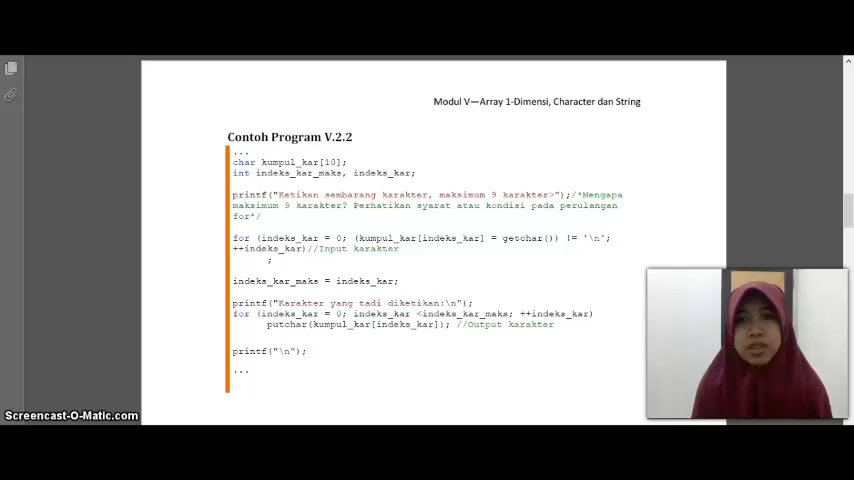 Modul V—Array 1-Dimensi, Character dan String
Contoh Program V.2.2
...
char kumpul_kar[10];
int indeks_kar_maks, indeks_kar;
printf("Ketikan sembarang karakter, maksimum 9 karakter>");/*Mengapa
maksimum 9 karakter? Perhatikan syarat atau kondisi pada perulangan
for*/
for (indeks_kar = 0; (kumpul_kar[indeks_kar] = getchar()) != '\n';
++indeks_kar)//Input karakter
;
indeks_kar_maks = indeks_kar;
printf("Karakter yang tadi diketikan:\n");
for (indeks_kar = 0; indeks_kar <indeks_kar_maks; ++indeks_kar)
putchar(kumpul_kar[indeks_kar]); //Output karakter
printf("\n");
...
Screencast-O-Matic.com